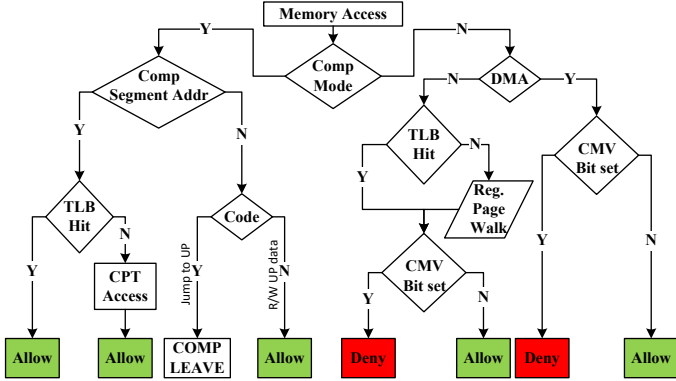 Memory Access
Y
N
Comp
Mode
Comp
Segment Addr
DMA
N
Y
Y
N
TLB
Hit
CMV
Bit set
Y
N
TLB
Hit
Code
Reg.
Page
Walk
Y
N
Y
N
Jump to UP
Y
R/W UP data
N
CPT
Access
CMV
Bit set
Y
N
Y
N
Allow
Allow
COMP
LEAVE
Allow
Deny
Allow
Deny
Allow